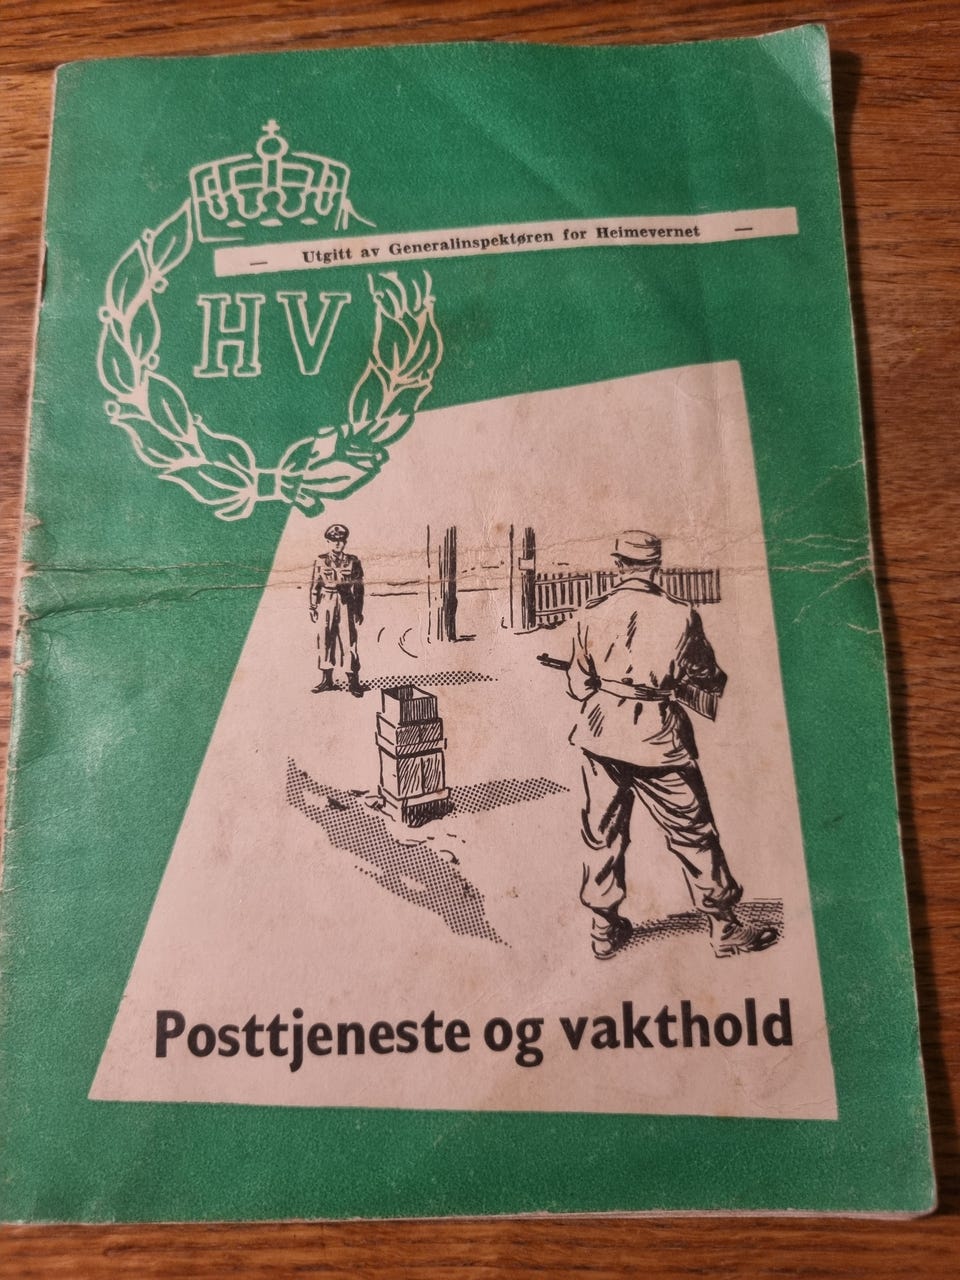 — Utgitt av Generalinspektøren for Heimevernet —
HV
Posttjeneste og vakthold